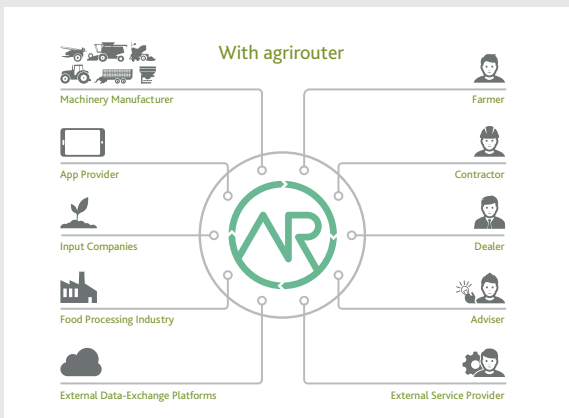 With agrirouter
Machinery Manufacturer
Farmer
App Provider
Contractor
Input Companies
Dealer
Food Processing Industry
Adviser
External Data-Exchange Platforms
External Service Provider
AR